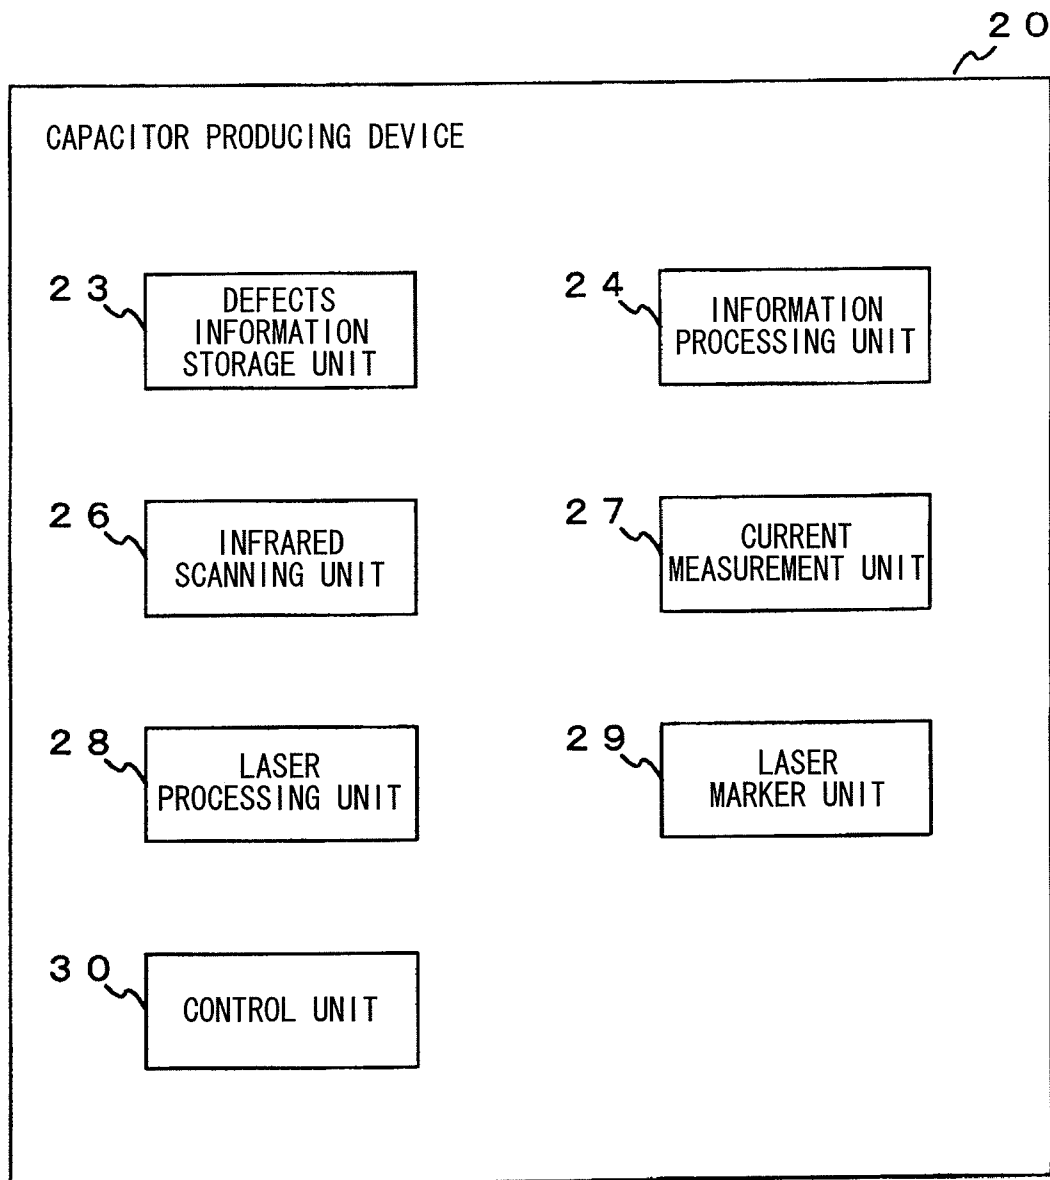 20
CAPACITOR PRODUCING DEVICE
23
DEFECTS
INFORMATION
STORAGE UNIT
24
INFORMATION
PROCESSING UNIT
26
INFRARED
SCANNING UNIT
27
CURRENT
MEASUREMENT UNIT
28
LASER
PROCESSING UNIT
29
LASER
MARKER UNIT
30
CONTROL UNIT